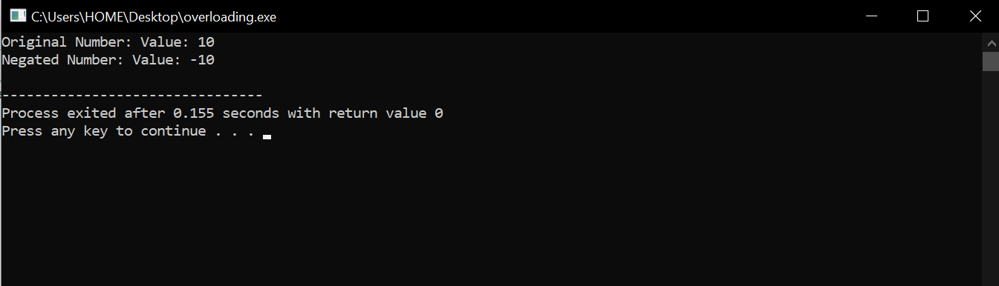 C:\Users\HOME\Desktop\overloading.exe
Original Number: Value: 10
Negated Number: Value: -10
--------------------------------
Process exited after 0.155 seconds with return value 0
Press any key to continue . . .